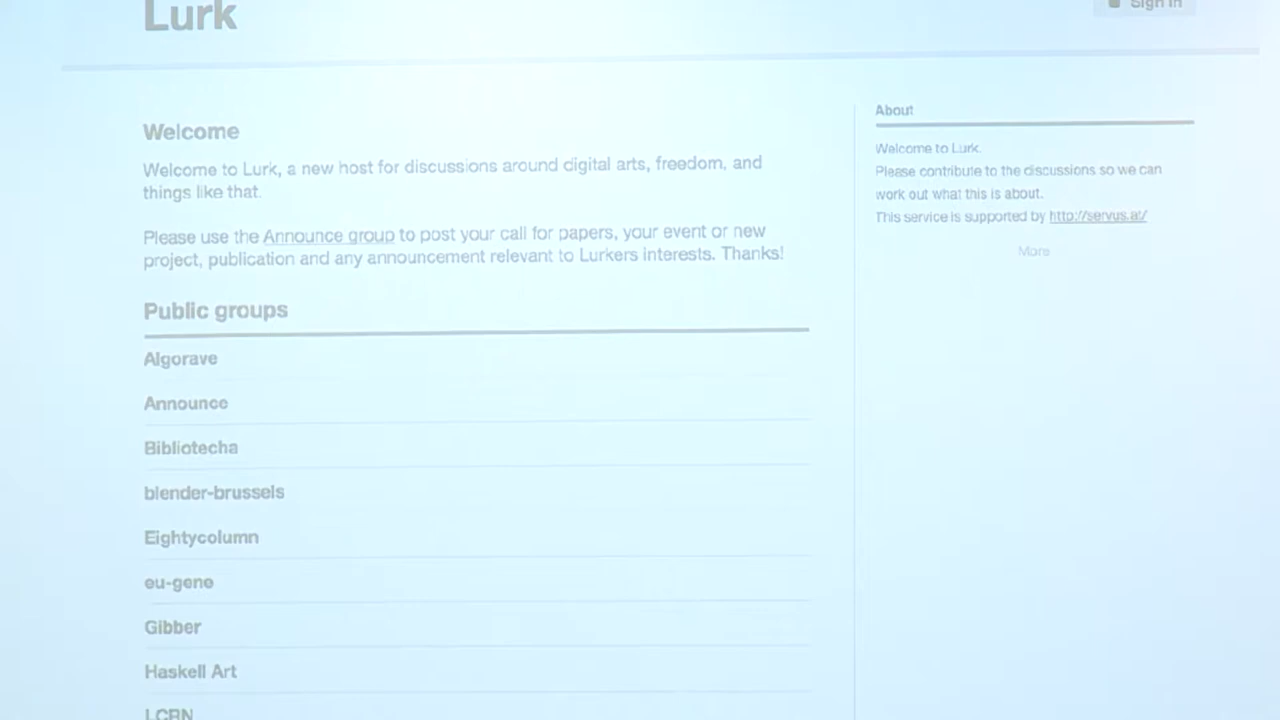 Lurk
Sign in
Welcome
Welcome to Lurk, a new host for discussions around digital arts, freedom, and
things like that.
Please use the Announce group to post your call for papers, your event or new
project, publication and any announcement relevant to Lurkers interests. Thanks!
Public groups
Algorave
Announce
Bibliotecha
blender-brussels
Eightycolumn
eu-gene
Gibber
Haskell Art
LCRN
About
Welcome to Lurk.
Please contribute to the discussions so we can
work out what this is about.
This service is supported by http://servus.at/
More